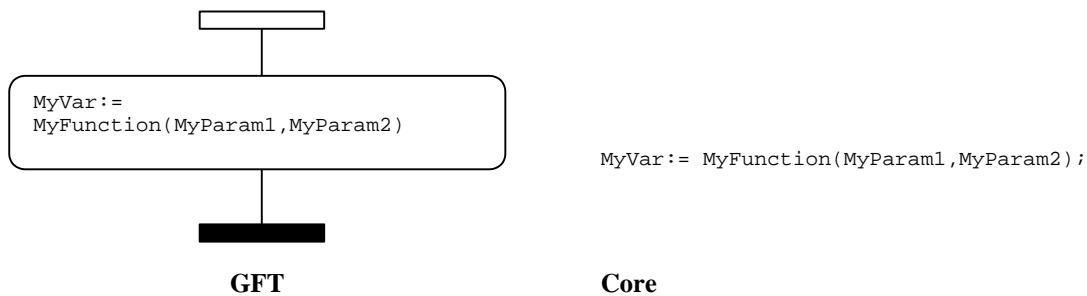 MyVar:=
MyFunction(MyParam1,MyParam2)
MyVar:= MyFunction(MyParam1,MyParam2);
GFT
Core